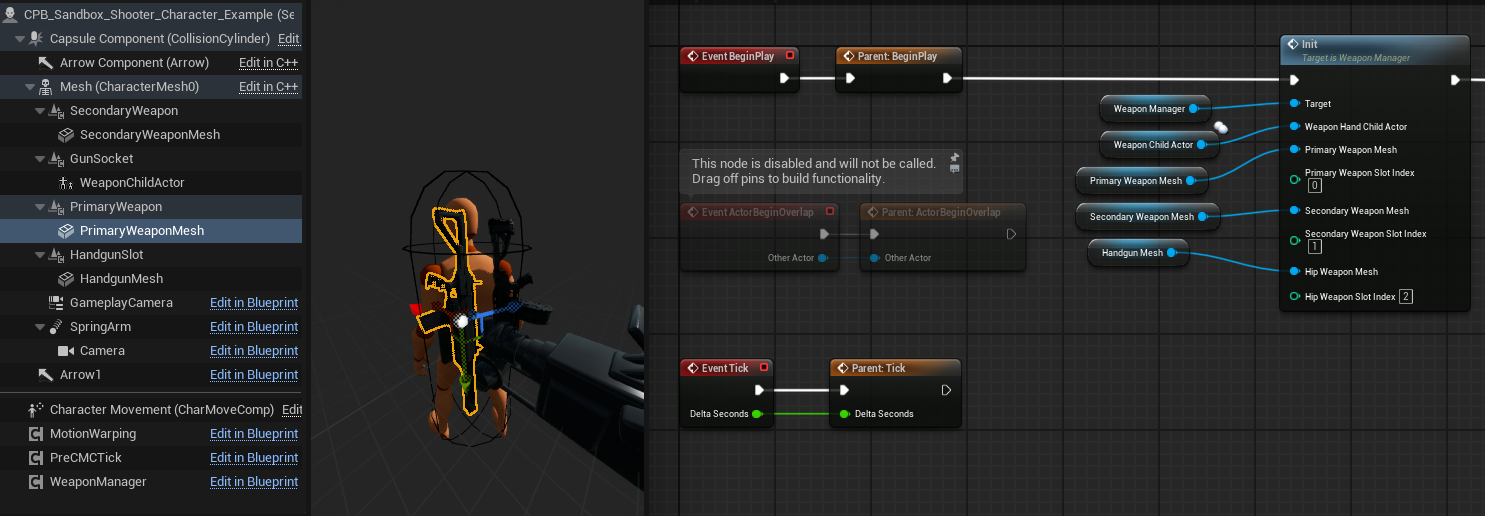 CPB_Sandbox_Shooter_Character_Example (Se
Capsule Component (CollisionCylinder) Edit
Arrow Component (Arrow) Edit in C++
Mesh (CharacterMesh0) Edit in C++
SecondaryWeapon
SecondaryWeaponMesh
GunSocket
WeaponChildActor
PrimaryWeapon
PrimaryWeaponMesh
HandgunSlot
HandgunMesh
GameplayCamera Edit in Blueprint
SpringArm Edit in Blueprint
Camera Edit in Blueprint
Arrow1 Edit in Blueprint
Character Movement (CharMoveComp) Edit
MotionWarping Edit in Blueprint
PreCMCTick Edit in Blueprint
WeaponManager Edit in Blueprint
Event BeginPlay
Parent: BeginPlay
This node is disabled and will not be called.
Drag off pins to build functionality.
Event ActorBeginOverlap
Other Actor
Parent: ActorBeginOverlap
Other Actor
Event Tick
Delta Seconds
Parent: Tick
Delta Seconds
Weapon Manager
Weapon Child Actor
Primary Weapon Mesh
Secondary Weapon Mesh
Handgun Mesh
Init
Target is Weapon Manager
Target
Weapon Hand Child Actor
Primary Weapon Mesh
Primary Weapon Slot Index
0
Secondary Weapon Mesh
Secondary Weapon Slot Index
1
Hip Weapon Mesh
Hip Weapon Slot Index 2